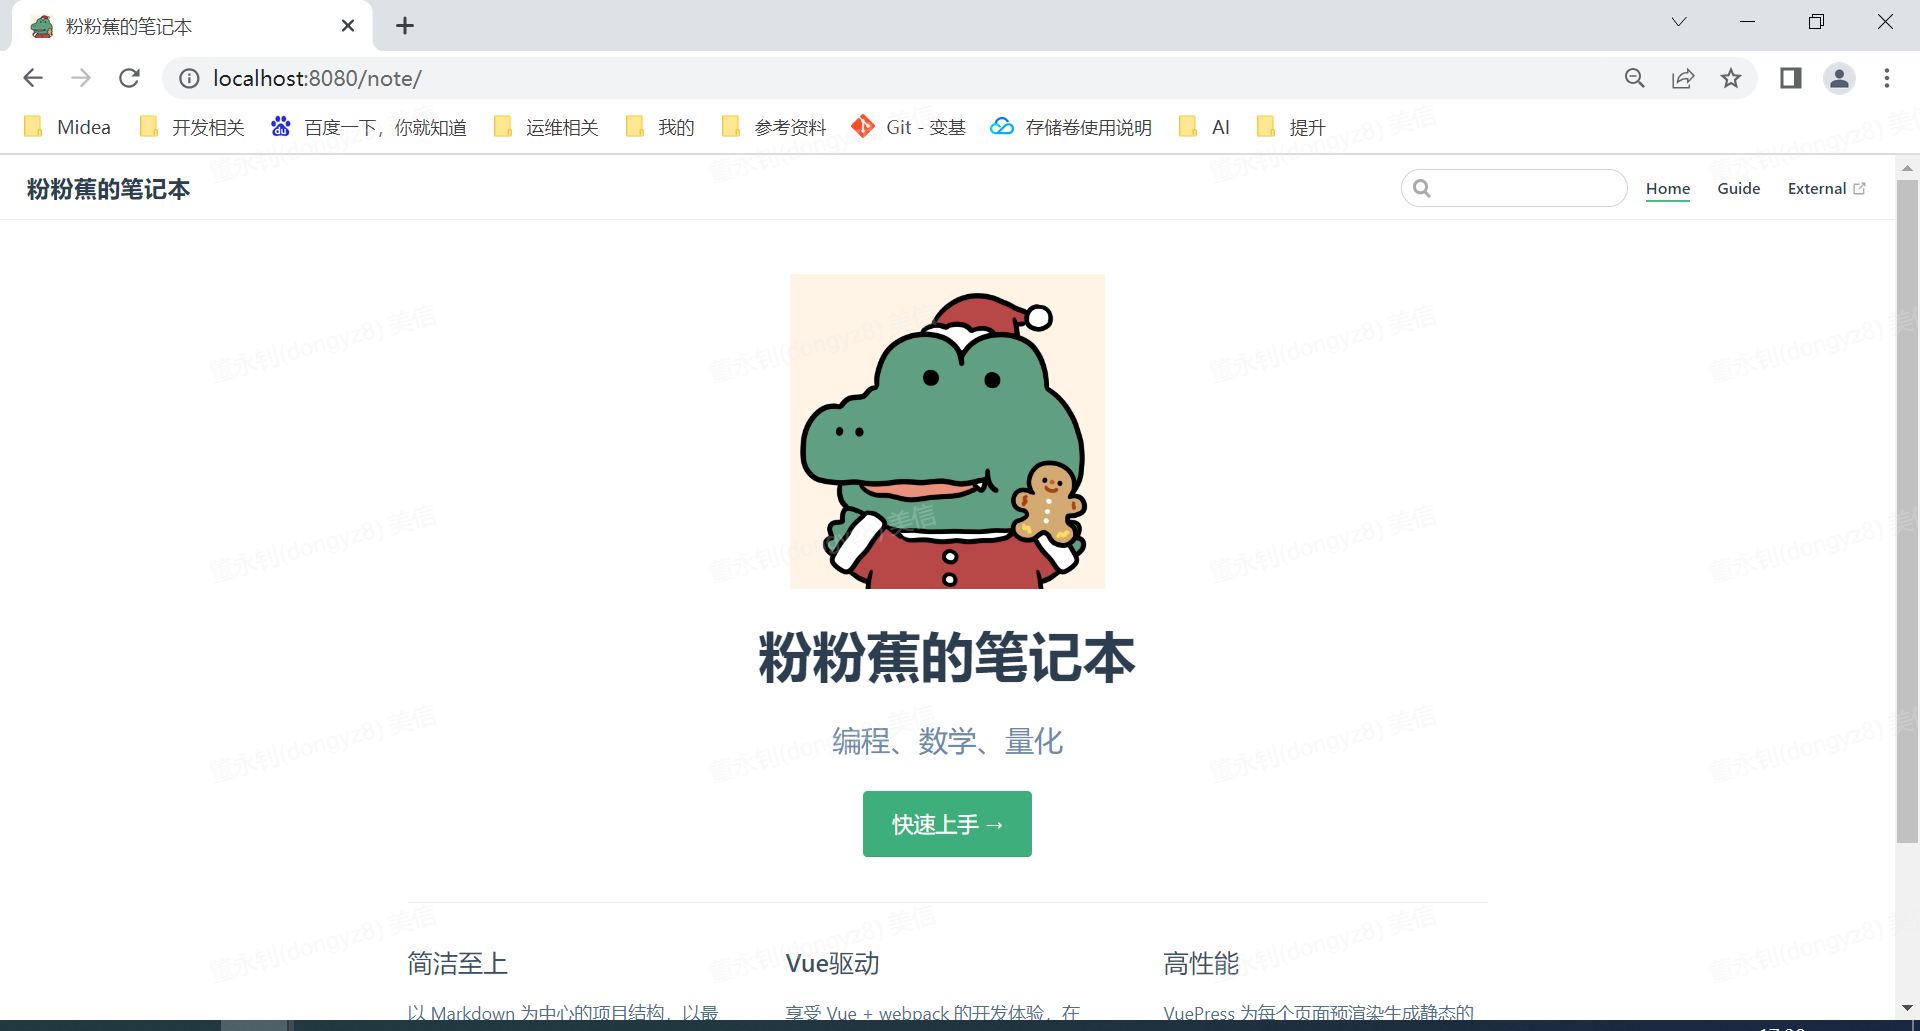 粉粉蕉的笔记本
localhost:8080/note/
Midea 开发相关 百度一下，你就知道 运维相关 我的 参考资料 Git - 变基 存储卷使用说明 AI 提升
粉粉蕉的笔记本 Home Guide External
粉粉蕉的笔记本
编程、数学、量化
快速上手 →
简洁至上 Vue驱动 高性能
以 Markdown 为中心的项目结构，以最 享受 Vue + webpack 的开发体验，在 VuePress 为每个页面预渲染生成静态的